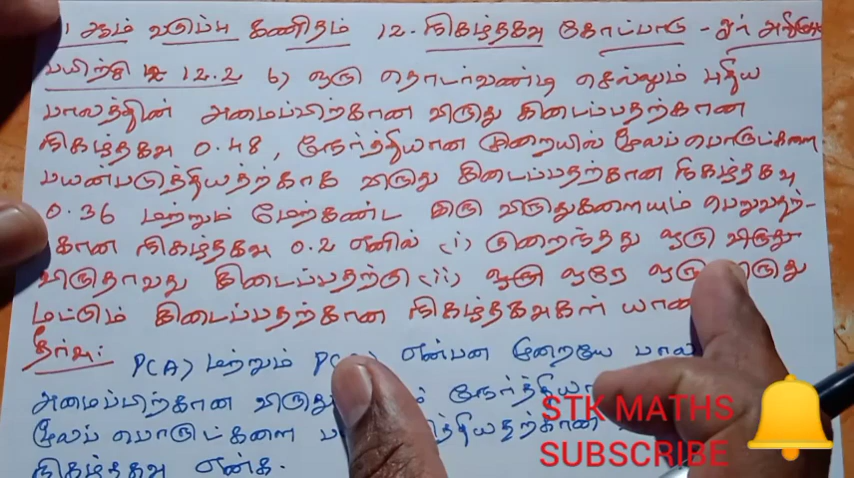 ஆம் வகுப்பு கணிதம் 12. நிகழ்தகவு கோட்பாடு - ஓர் அறிமுகம்
பயிற்சி 12.2 6) ஒரு தொடர்வண்டி செல்லும் புதிய
பாலத்தின் அமைப்பிற்கான விருது கிடைப்பதற்கான
நிகழ்தகவு 0.48, நேர்த்தியான முறையில் மூலப்பொருட்களை
பயன்படுத்தியதற்காக விருது கிடைப்பதற்கான நிகழ்தகவு
0.36 மற்றும் மேற்கண்ட இரு விருதுகளையும் பெறுவதற்-
கான நிகழ்தகவு 0.2 எனில் (i) குறைந்தது ஒரு விருது
விருதாவது கிடைப்பதற்கு (ii) ஒரு ஒரே ஒரு விருது
மட்டும் கிடைப்பதற்கான நிகழ்தகவுகள்
தீர்வு: P(A) மற்றும் என்பன முறையே
அமைப்பிற்கான விருது
மூலப் பொருட்களை
நிகழ்தகவு என்க.
STK MATHS
SUBSCRIBE